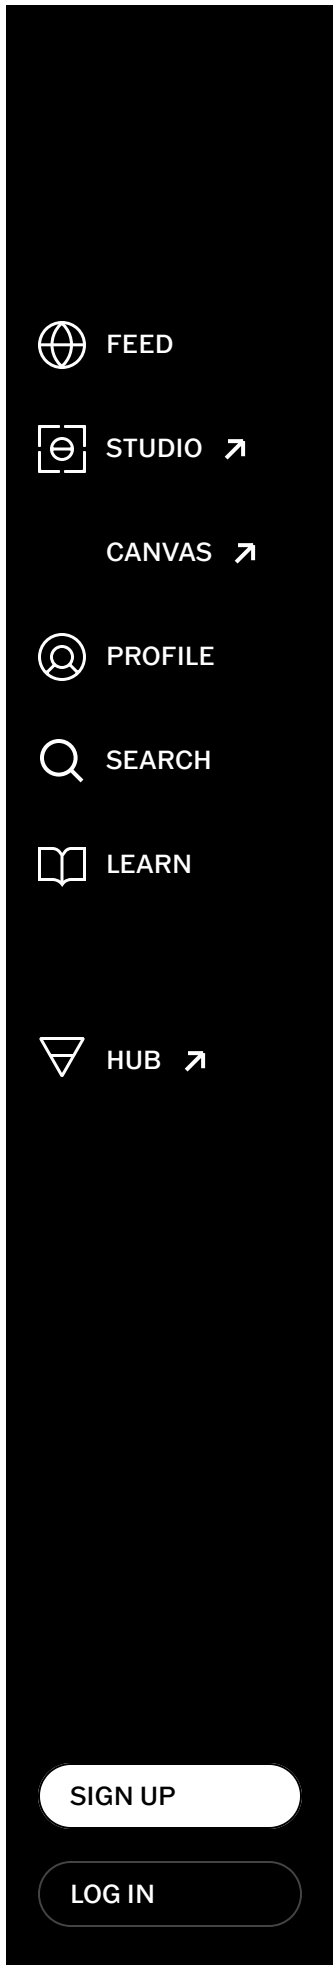 FEED
STUDIO
CANVAS
PROFILE
SEARCH
LEARN
HUB
SIGN UP
LOG IN